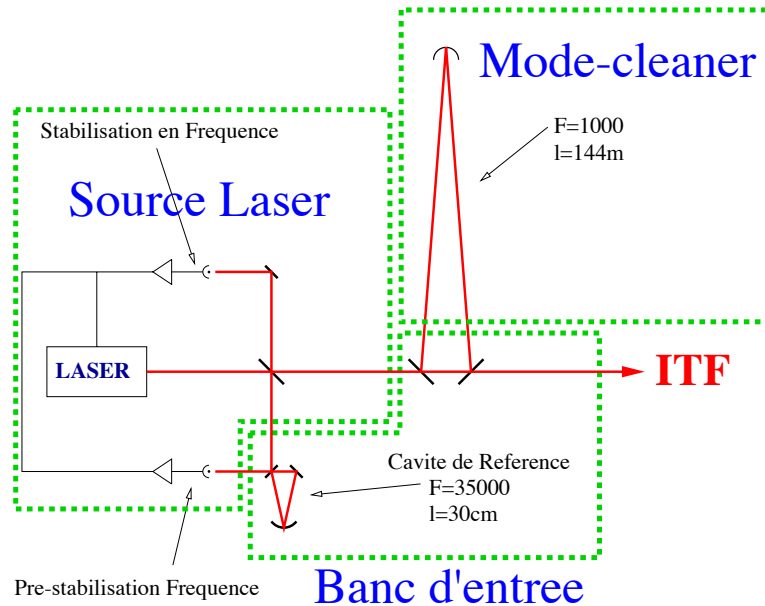 Mode-cleaner
F=1000
l=144m
Stabilisation en Frequence
Source Laser
LASER
ITF
Cavite de Reference
F=35000
l=30cm
Pre-stabilisation Frequence
Banc d'entree